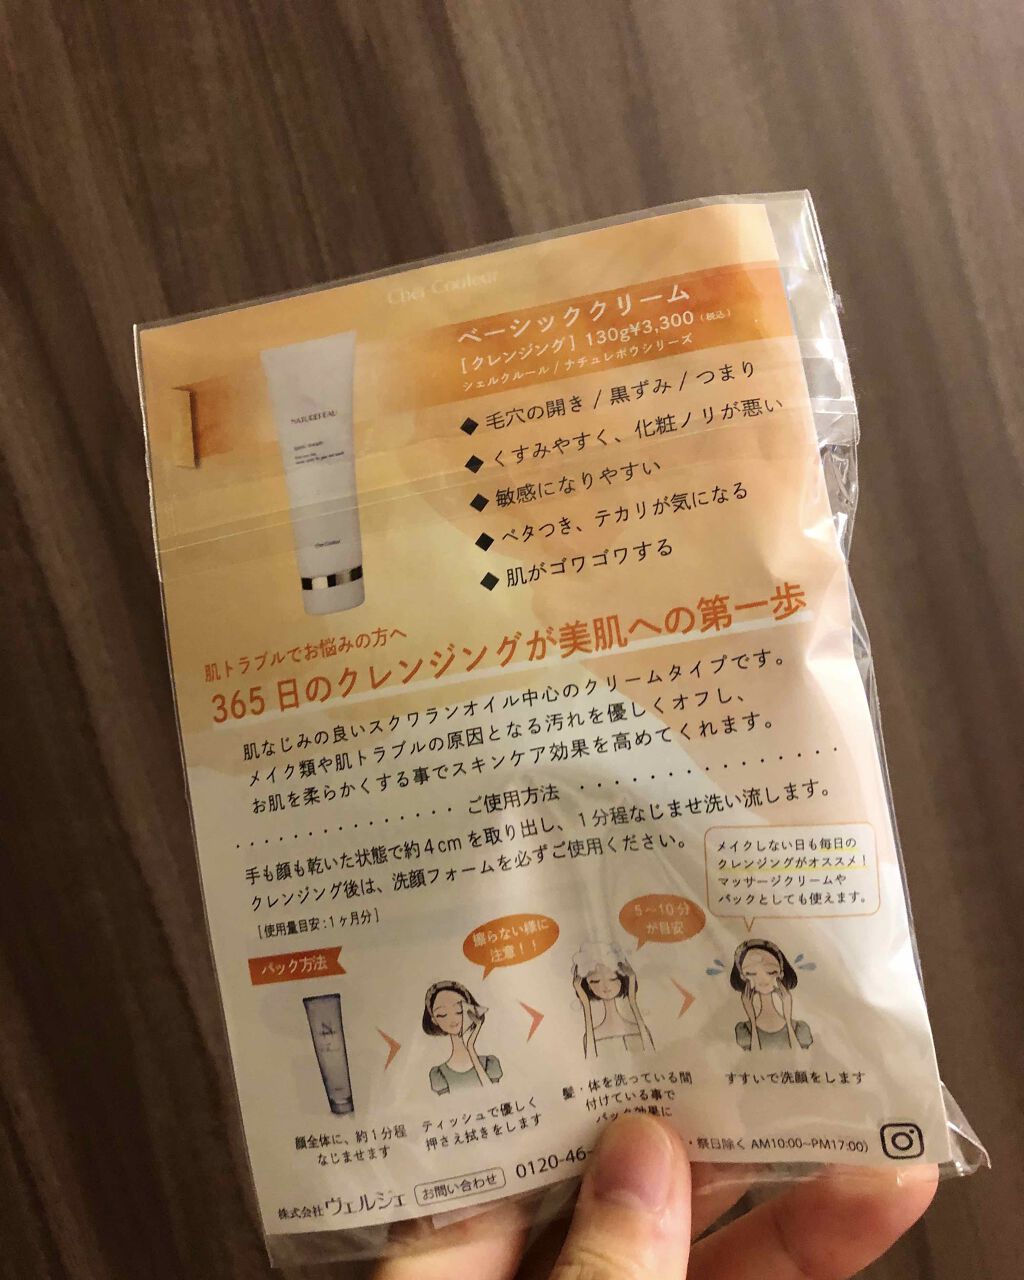 Cher Couleur
ベーシッククリーム
[クレンジング] 130g¥3,300 (税込)
シェルクルール / ナチュレボウシリーズ
◆ 毛穴の開き / 黒ずみ / つまり
◆ くすみやすく、化粧ノリが悪い
◆ 敏感になりやすい
◆ ベタつき、テカリが気になる
◆ 肌がゴワゴワする
肌トラブルでお悩みの方へ
365日のクレンジングが美肌への第一歩
肌なじみの良いスクワランオイル中心のクリームタイプです。
メイク類や肌トラブルの原因となる汚れを優しくオフし、
お肌を柔らかくする事でスキンケア効果を高めてくれます。
ご使用方法
手も顔も乾いた状態で約4cmを取り出し、1分程なじませ洗い流します。
クレンジング後は、洗顔フォームを必ずご使用ください。
[使用量目安:1ヶ月分]
メイクしない日も毎日の
クレンジングがオススメ!
マッサージクリームや
パックとしても使えます。
パック方法
擦らない様に
注意!!
5〜10分
が目安
顔全体に、約1分程
なじませます
ティッシュで優しく
押さえ拭きをします
髪・体を洗っている間
付けている事で
パック効果に
すすいで洗顔をします
株式会社ヴェルジェ
お問い合わせ
0120-46-
・祭日除く AM10:00~PM17:00)